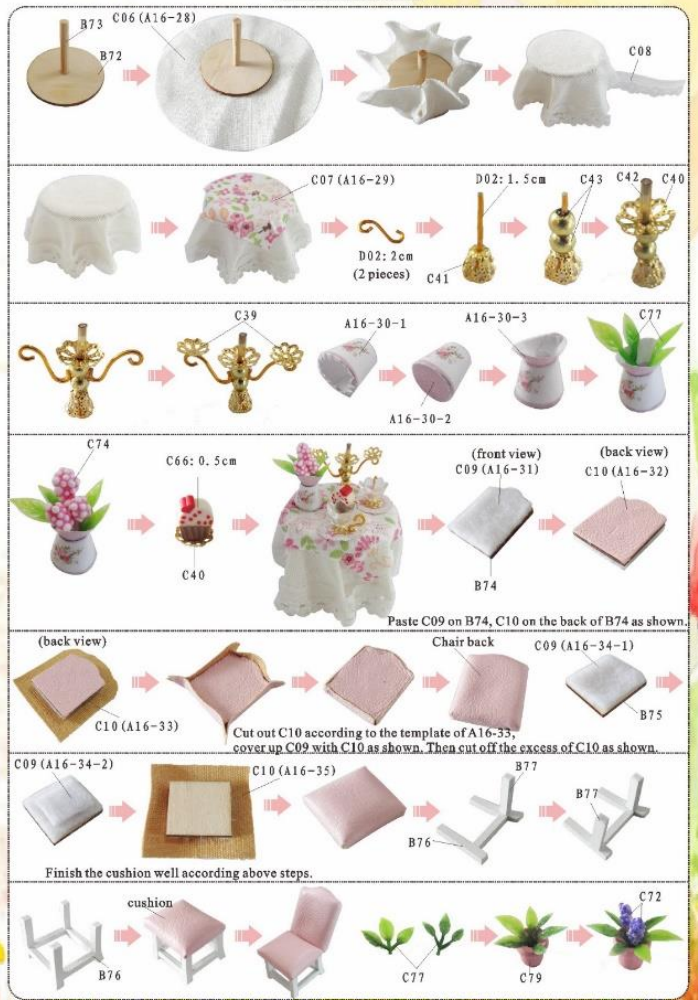 B73
C06 (A16-28)
B72
C08
C07 (A16-29)
D02: 2cm
(2 pieces)
D02: 1.5cm
C41
C43
C42
C40
C39
A16-30-1
A16-30-2
A16-30-3
C77
C74
C66: 0.5cm
C40
(front view)
C09 (A16-31)
B74
(back view)
C10 (A16-32)
Paste C09 on B74, C10 on the back of B74 as shown.
(back view)
C10 (A16-33)
Chair back
C09 (A16-34-1)
B75
Cut out C10 according to the template of A16-33,
cover up C09 with C10 as shown. Then cut off the excess of C10 as shown.
C09 (A16-34-2)
C10 (A16-35)
B77
B76
B77
Finish the cushion well according above steps.
B76
cushion
C77
C79
C72